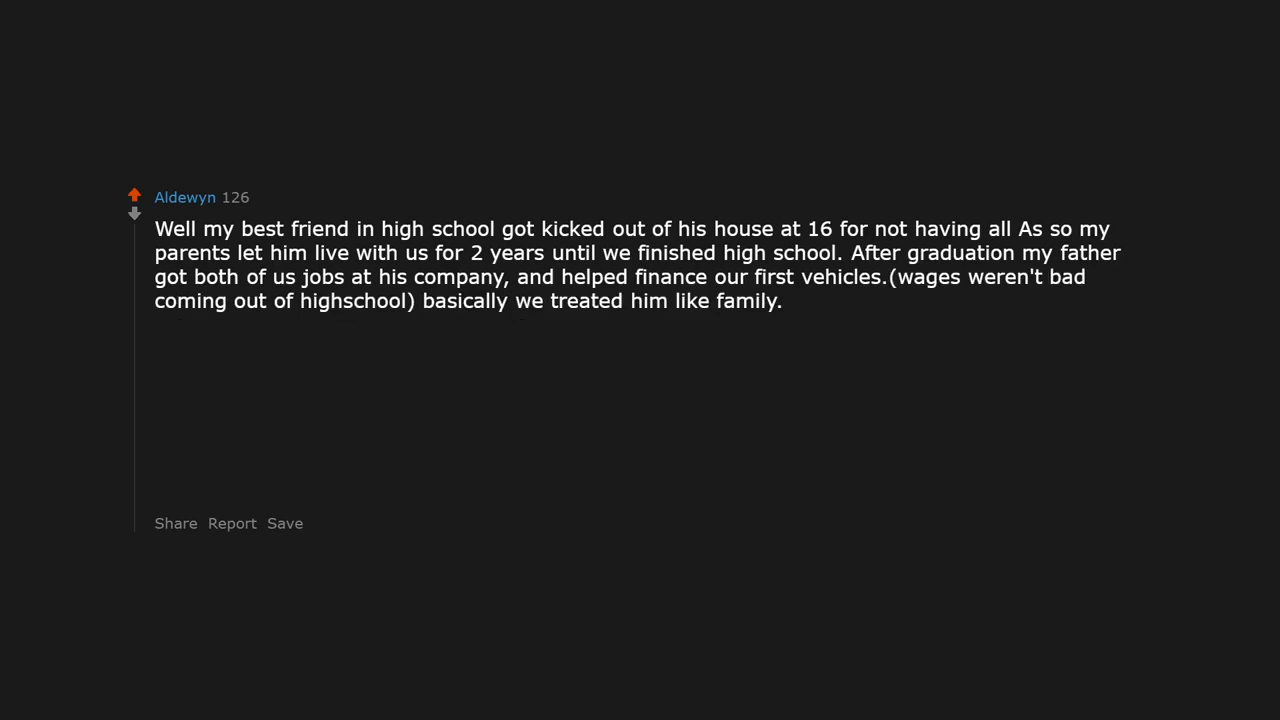 Aldewyn 126
Well my best friend in high school got kicked out of his house at 16 for not having all As so my
parents let him live with us for 2 years until we finished high school. After graduation my father
got both of us jobs at his company, and helped finance our first vehicles.(wages weren't bad
coming out of highschool) basically we treated him like family.
Share Report Save